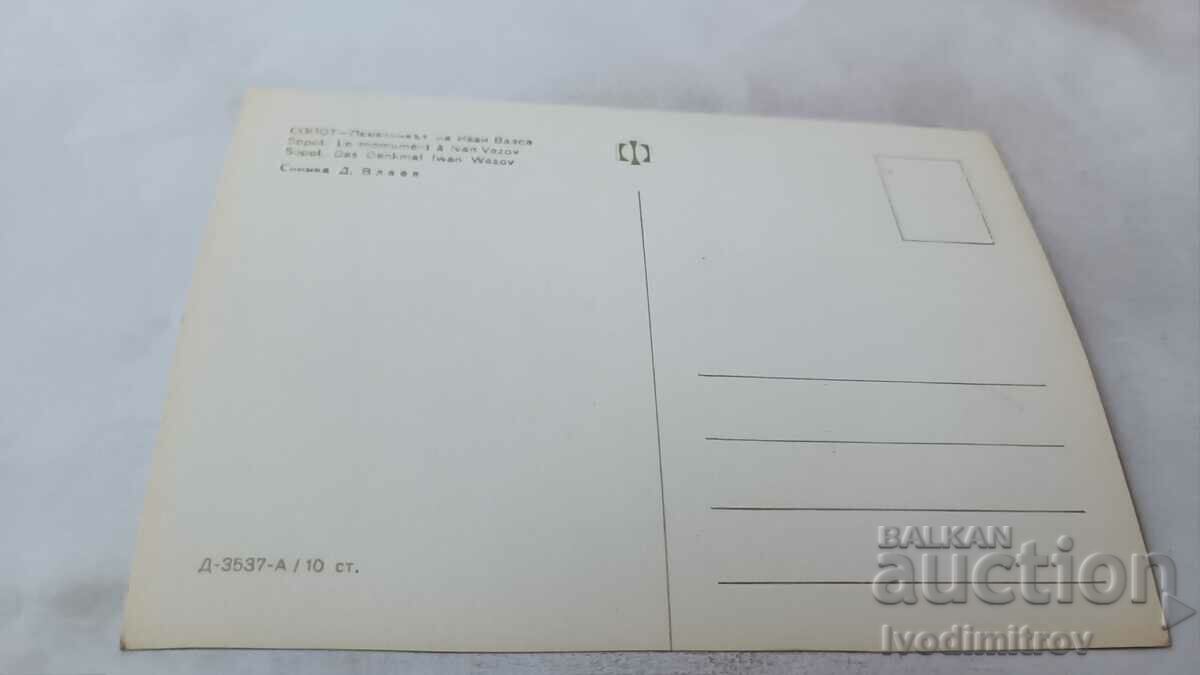 СОПОТ – Паметникът на Иван Вазов
Sopot. Le monument à Ivan Vazov
Sopot. Das Denkmal Iwan Wasov
Снимка Д. Влаев
Д-3537-А / 10 ст.
BALKAN
auction
Ivodimitrov